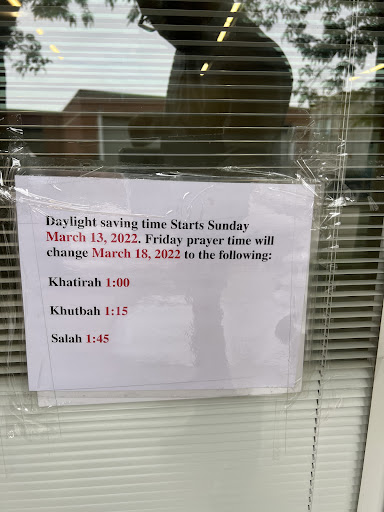 Daylight saving time Starts Sunday
March 13, 2022. Friday prayer time will
change March 18, 2022 to the following:
Khatirah 1:00
Khutbah 1:15
Salah 1:45